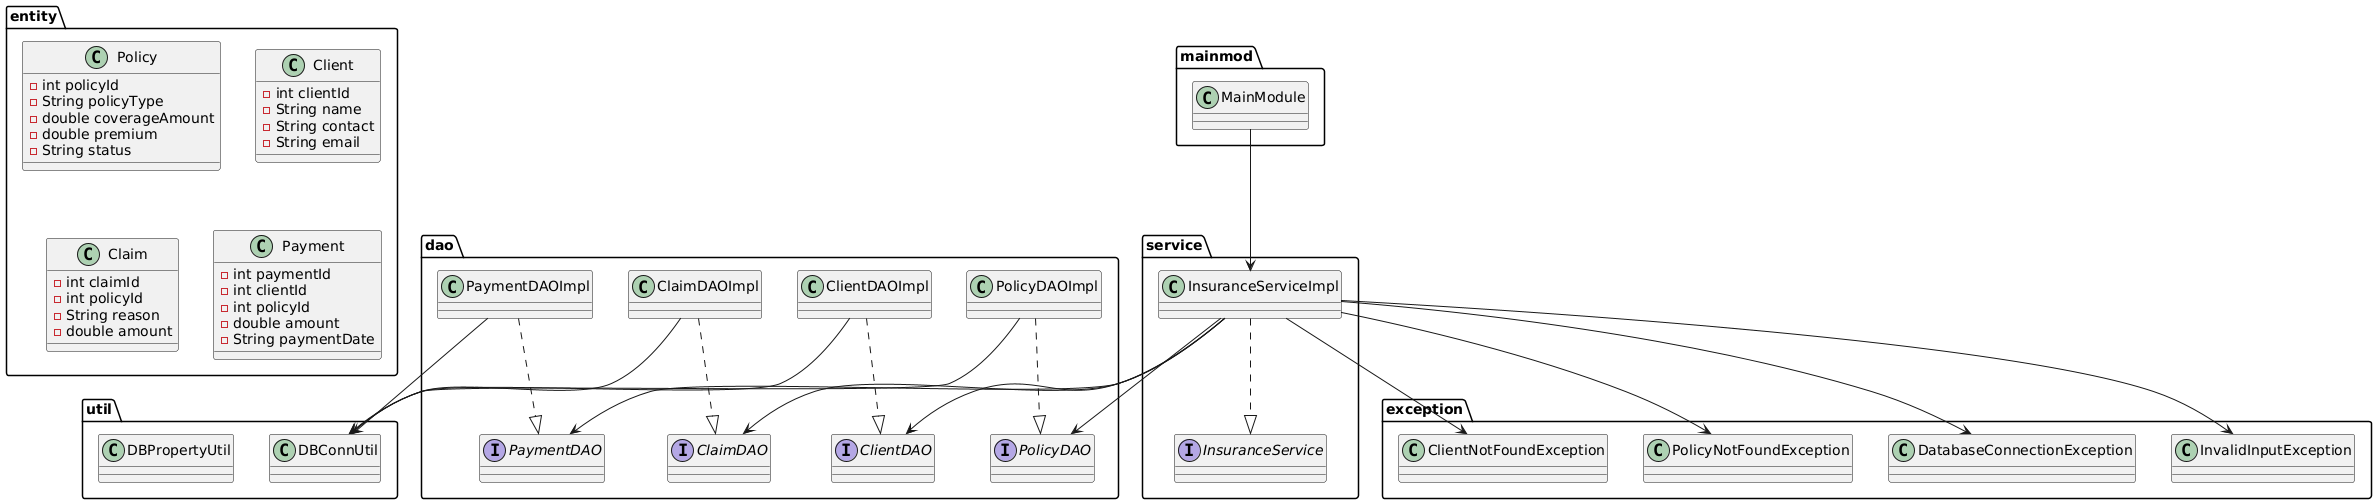 entity
C Policy
int policyId
String policyType
double coverageAmount
double premium
String status
C Client
int clientId
String name
String contact
String email
C Claim
int claimId
int policyId
String reason
double amount
C Payment
int paymentId
int clientId
int policyId
double amount
String paymentDate
mainmod
C MainModule
dao
C PaymentDAOImpl
C ClaimDAOImpl
C ClientDAOImpl
C PolicyDAOImpl
I PaymentDAO
I ClaimDAO
I ClientDAO
I PolicyDAO
service
C InsuranceServiceImpl
I InsuranceService
util
C DBPropertyUtil
C DBConnUtil
exception
C ClientNotFoundException
C PolicyNotFoundException
C DatabaseConnectionException
C InvalidInputException